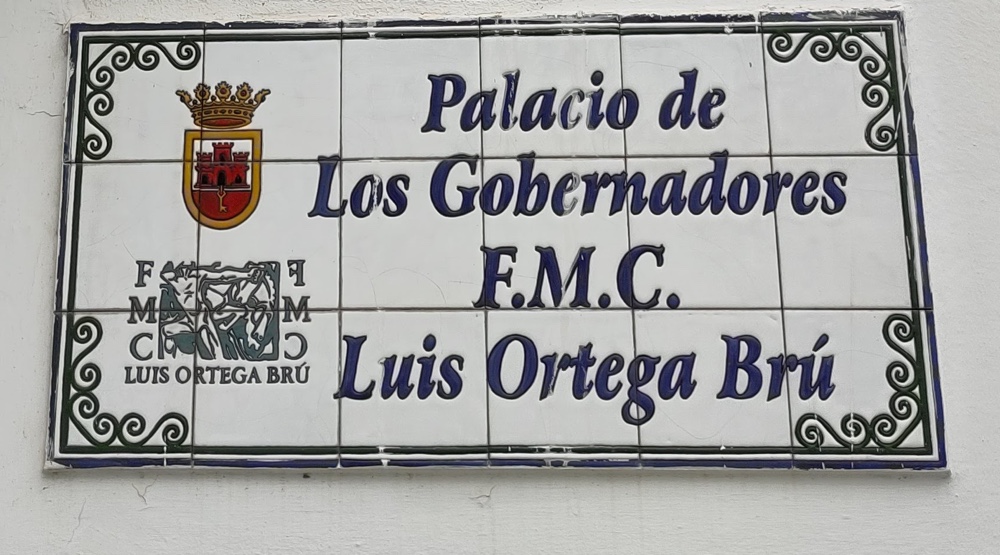 Palacio de
Los Gobernadores
F.M.C.
Luis Ortega Brú
F F
M M
C C
LUIS ORTEGA BRÚ